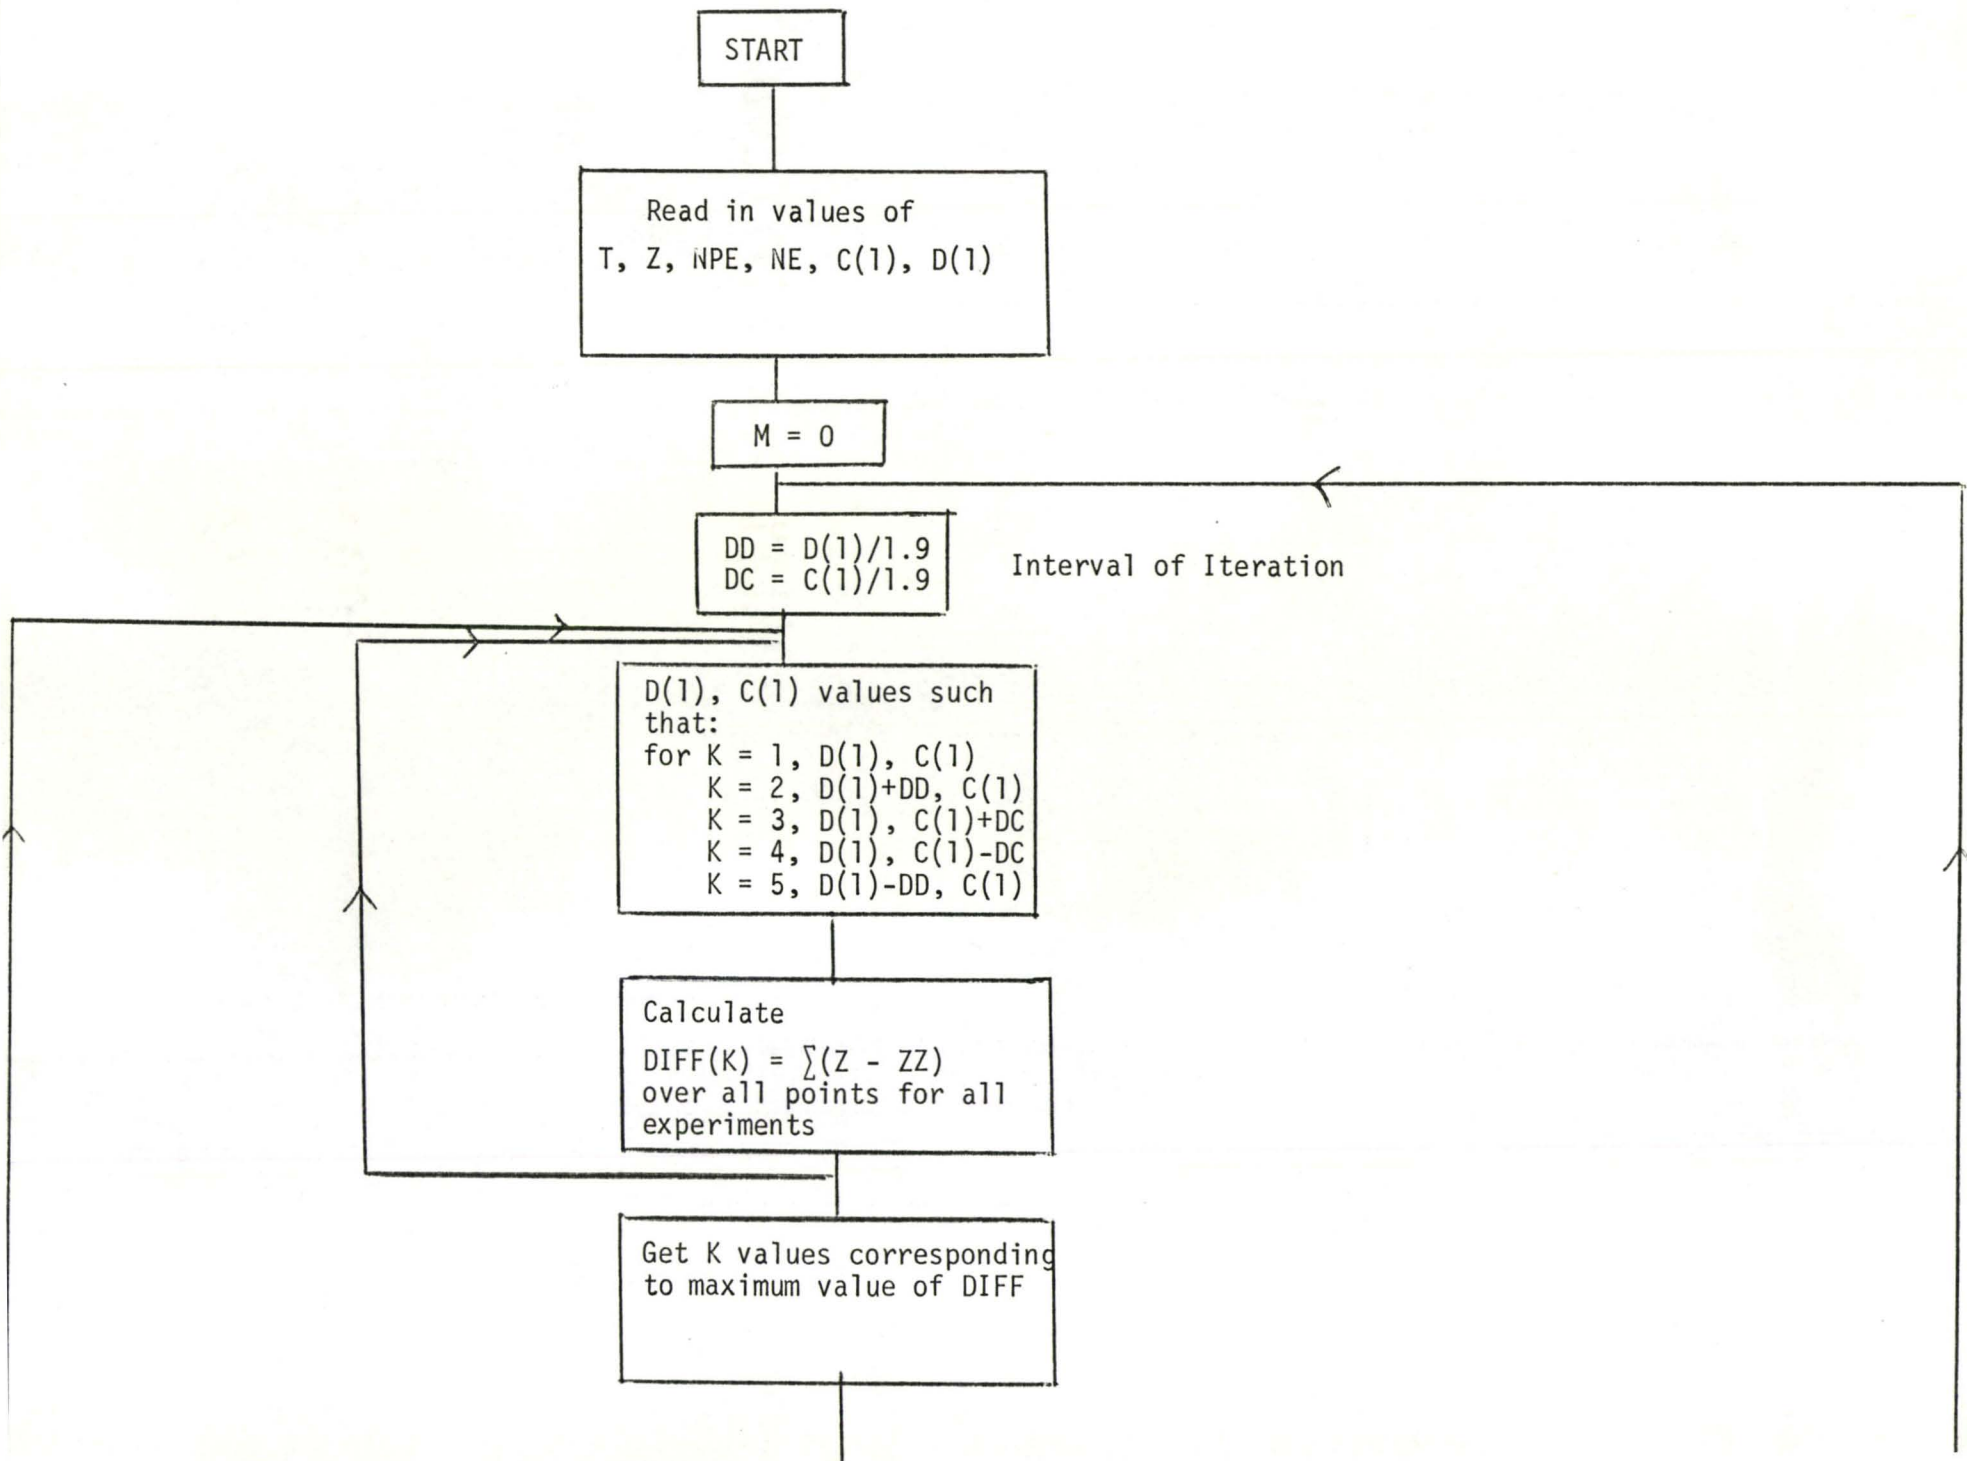 START
Read in values of
T, Z, NPE, NE, C(1), D(1)
M = 0
DD = D(1)/1.9
DC = C(1)/1.9
Interval of Iteration
D(1), C(1) values such
that:
for K = 1, D(1), C(1)
K = 2, D(1)+DD, C(1)
K = 3, D(1), C(1)+DC
K = 4, D(1), C(1)-DC
K = 5, D(1)-DD, C(1)
Calculate
DIFF(K) = ∑(Z - ZZ)
over all points for all
experiments
Get K values corresponding
to maximum value of DIFF